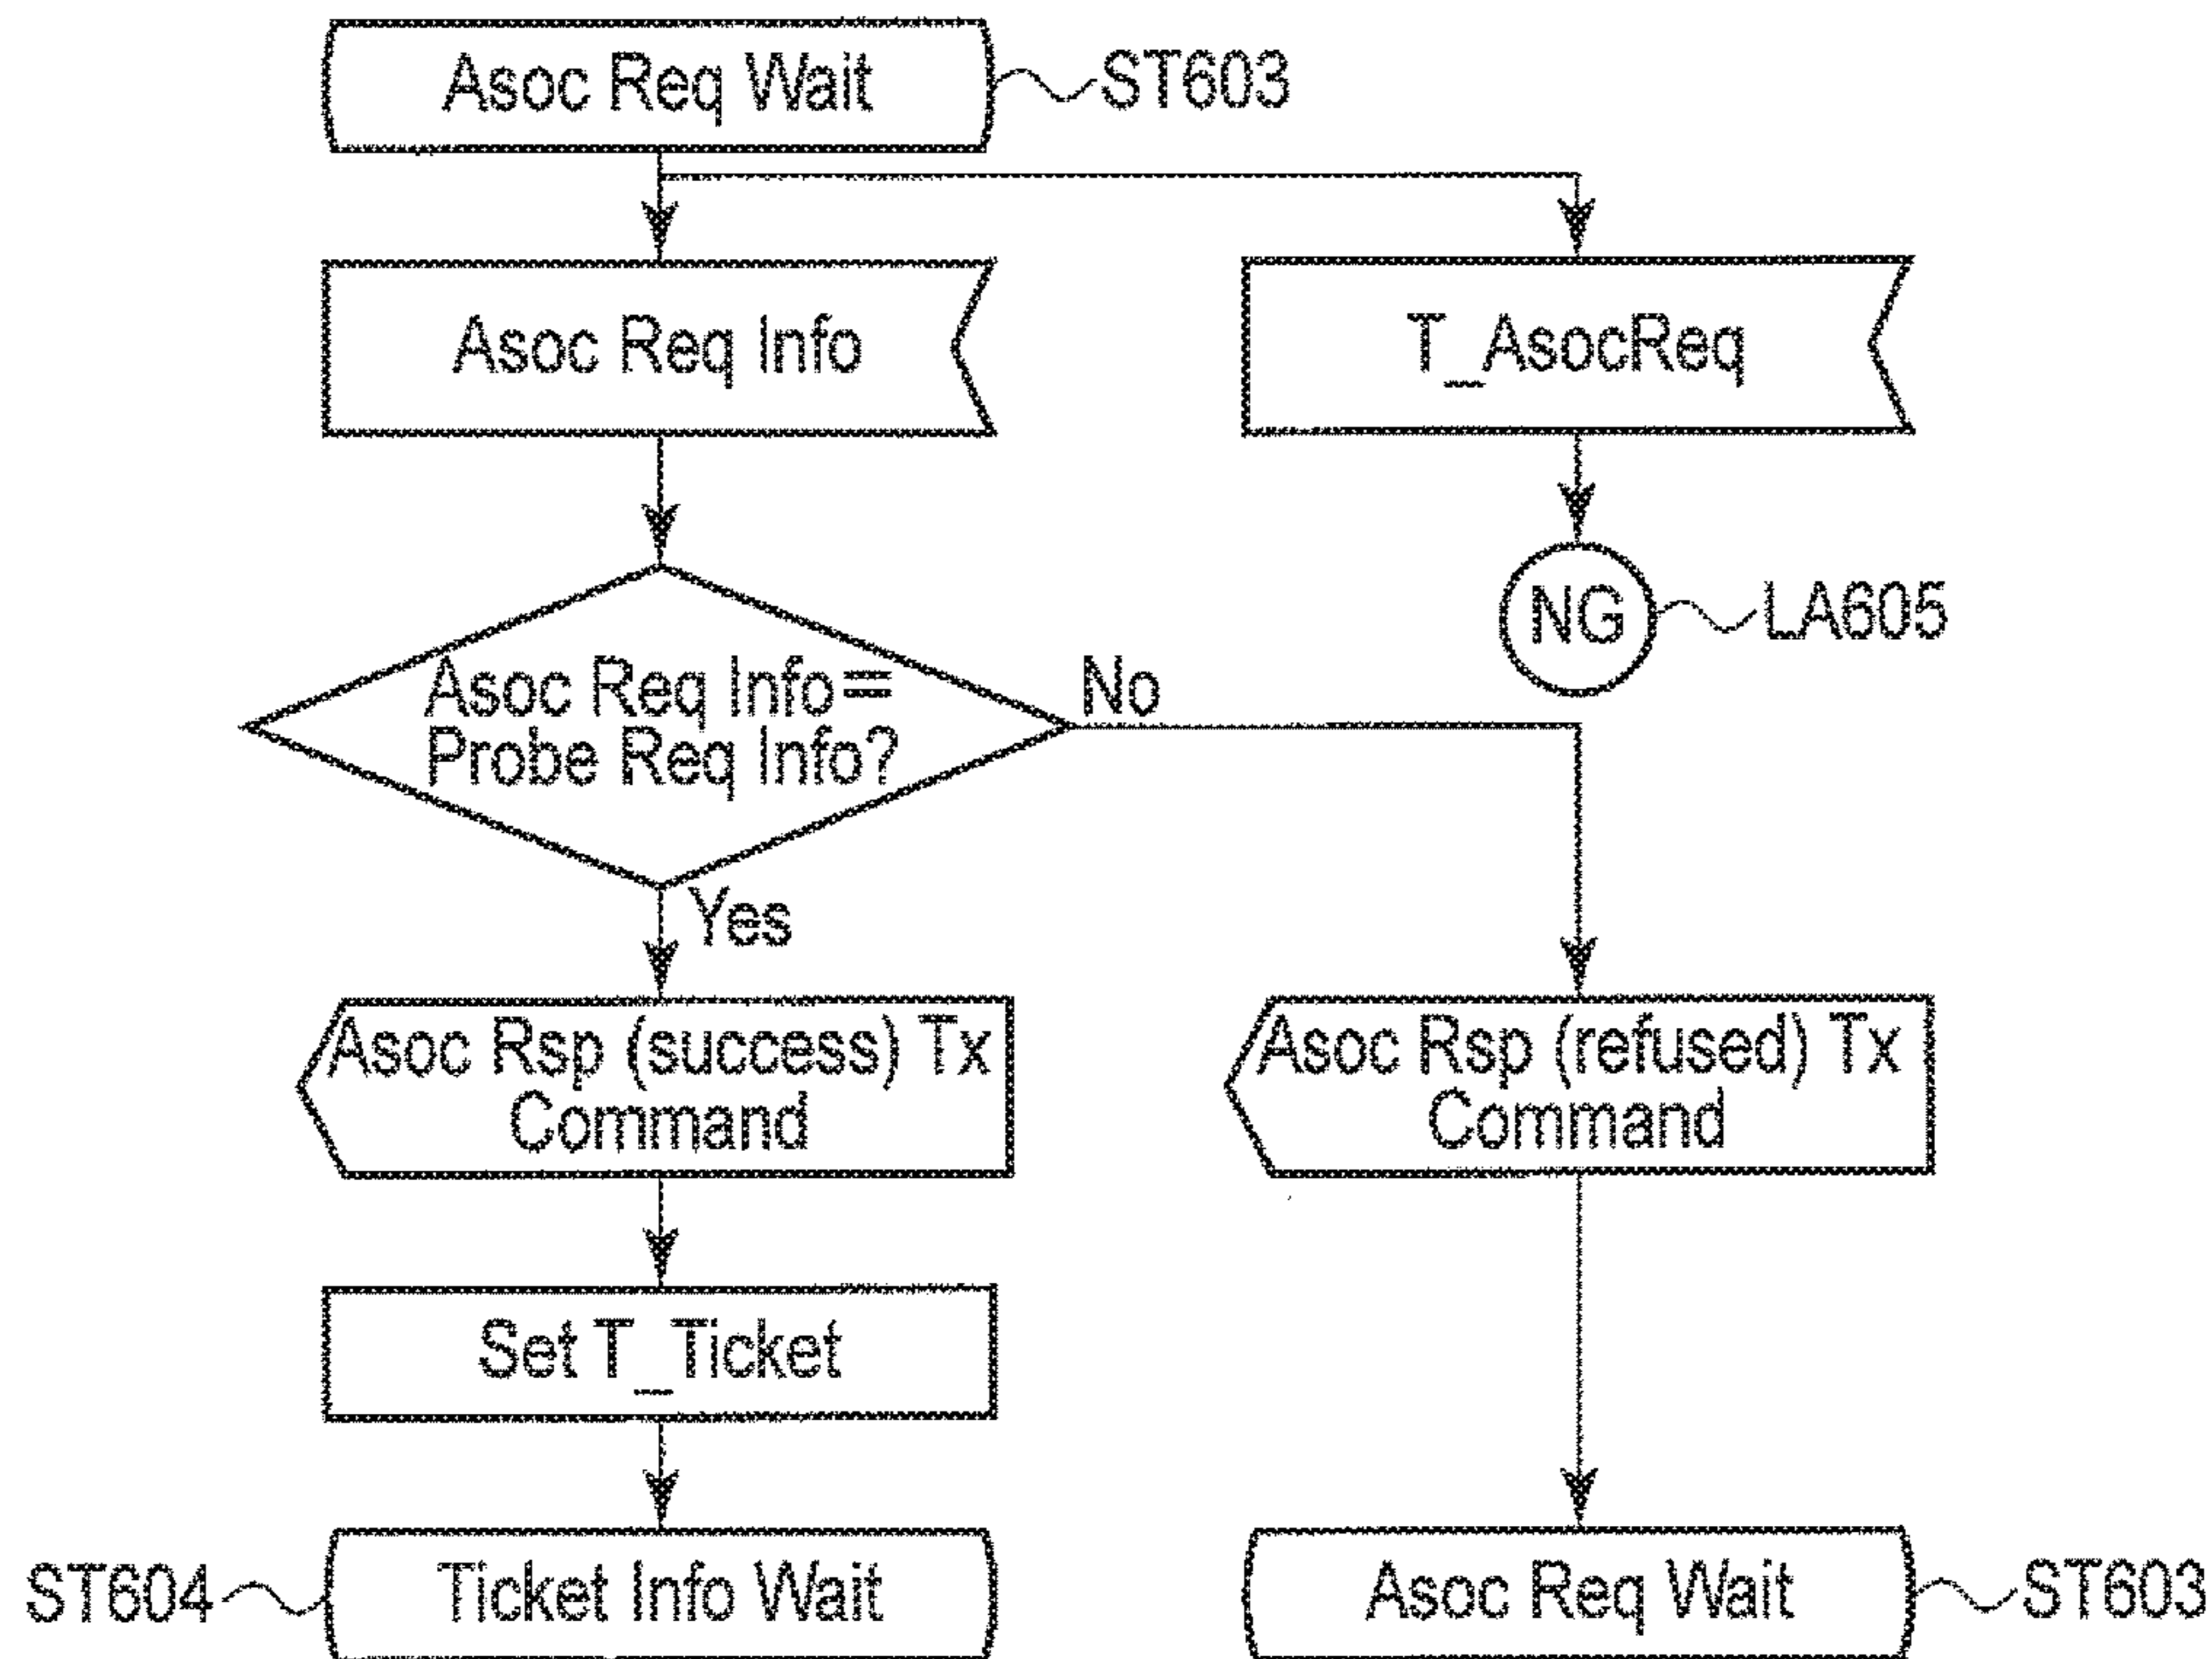 Asoc Req Wait
ST603
Asoc Req Info
T_AsocReq
NG
LA605
Asoc Req Info=
Probe Req Info?
No
Yes
Asoc Rsp (success) Tx
Command
Asoc Rsp (refused) Tx
Command
Set T_Ticket
ST604
Ticket Info Wait
Asoc Req Wait
ST603